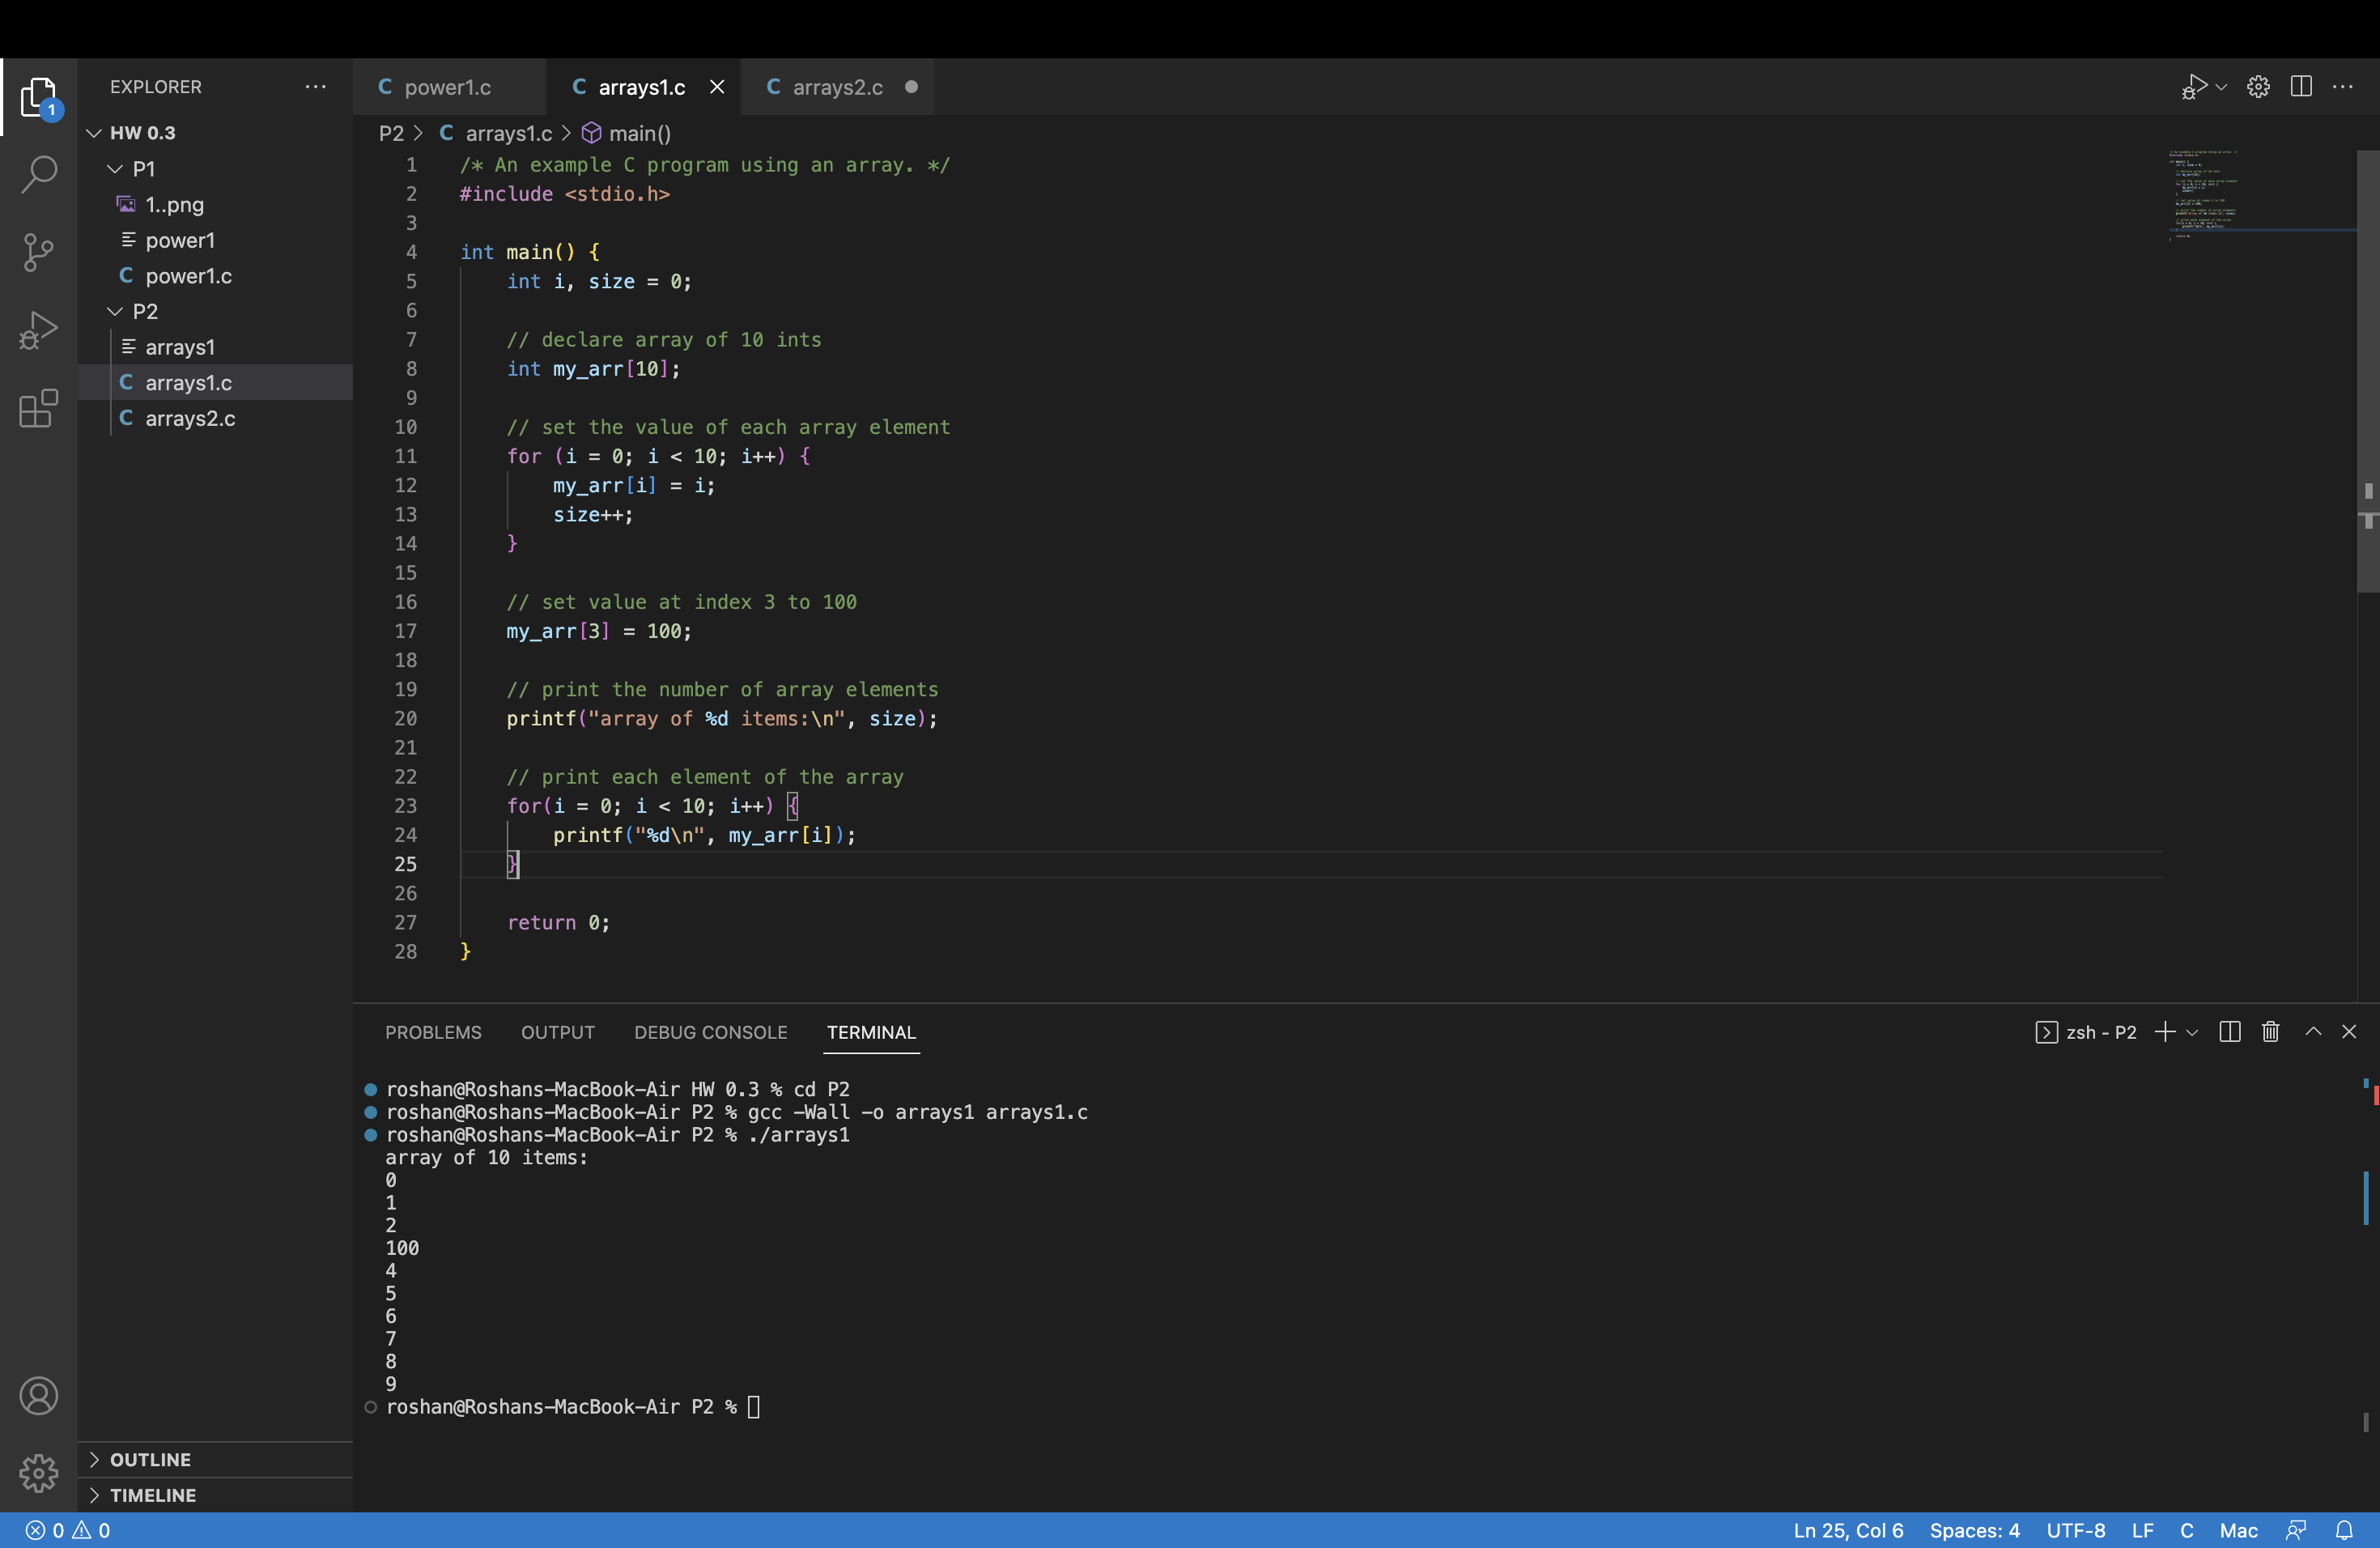 EXPLORER
HW 0.3
P1
1..png
power1
C power1.c
P2
arrays1
C arrays1.c
C arrays2.c
OUTLINE
TIMELINE
C power1.c
C arrays1.c
C arrays2.c
P2 > C arrays1.c > main()
1 /* An example C program using an array. */
2 #include <stdio.h>
3
4 int main() {
5     int i, size = 0;
6
7     // declare array of 10 ints
8     int my_arr[10];
9
10     // set the value of each array element
11     for (i = 0; i < 10; i++) {
12         my_arr[i] = i;
13         size++;
14     }
15
16     // set value at index 3 to 100
17     my_arr[3] = 100;
18
19     // print the number of array elements
20     printf("array of %d items:\n", size);
21
22     // print each element of the array
23     for(i = 0; i < 10; i++) {
24         printf("%d\n", my_arr[i]);
25     }
26
27     return 0;
28 }
PROBLEMS OUTPUT DEBUG CONSOLE TERMINAL
zsh - P2
roshan@Roshans-MacBook-Air HW 0.3 % cd P2
roshan@Roshans-MacBook-Air P2 % gcc -Wall -o arrays1 arrays1.c
roshan@Roshans-MacBook-Air P2 % ./arrays1
array of 10 items:
0
1
2
100
4
5
6
7
8
9
roshan@Roshans-MacBook-Air P2 %
1
0 0
Ln 25, Col 6 Spaces: 4 UTF-8 LF C Mac